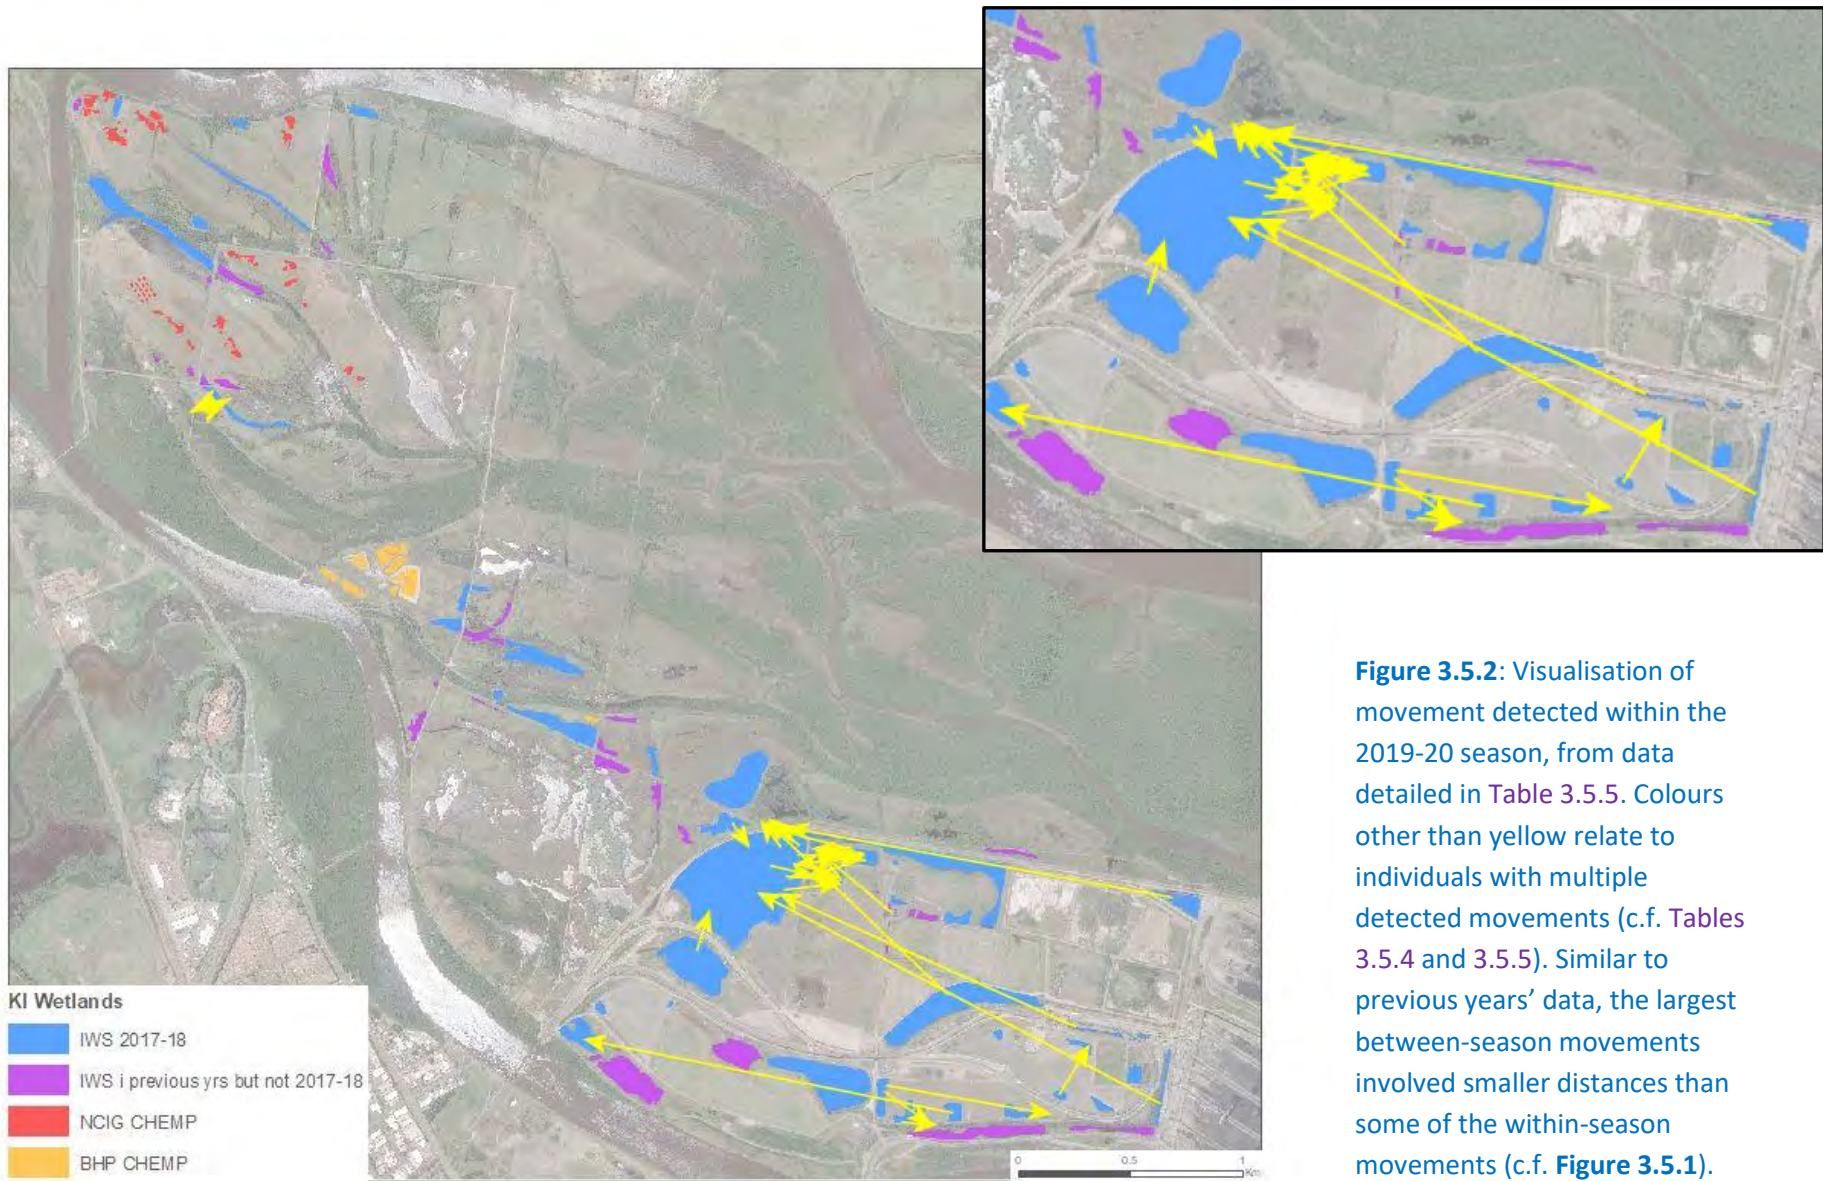 KI Wetlands
IWS 2017-18
IWS i previous yrs but not 2017-18
NCIG CHEMP
BHP CHEMP
0 0.5 1
Km
Figure 3.5.2: Visualisation of
movement detected within the
2019-20 season, from data
detailed in Table 3.5.5. Colours
other than yellow relate to
individuals with multiple
detected movements (c.f. Tables
3.5.4 and 3.5.5). Similar to
previous years’ data, the largest
between-season movements
involved smaller distances than
some of the within-season
movements (c.f. Figure 3.5.1).